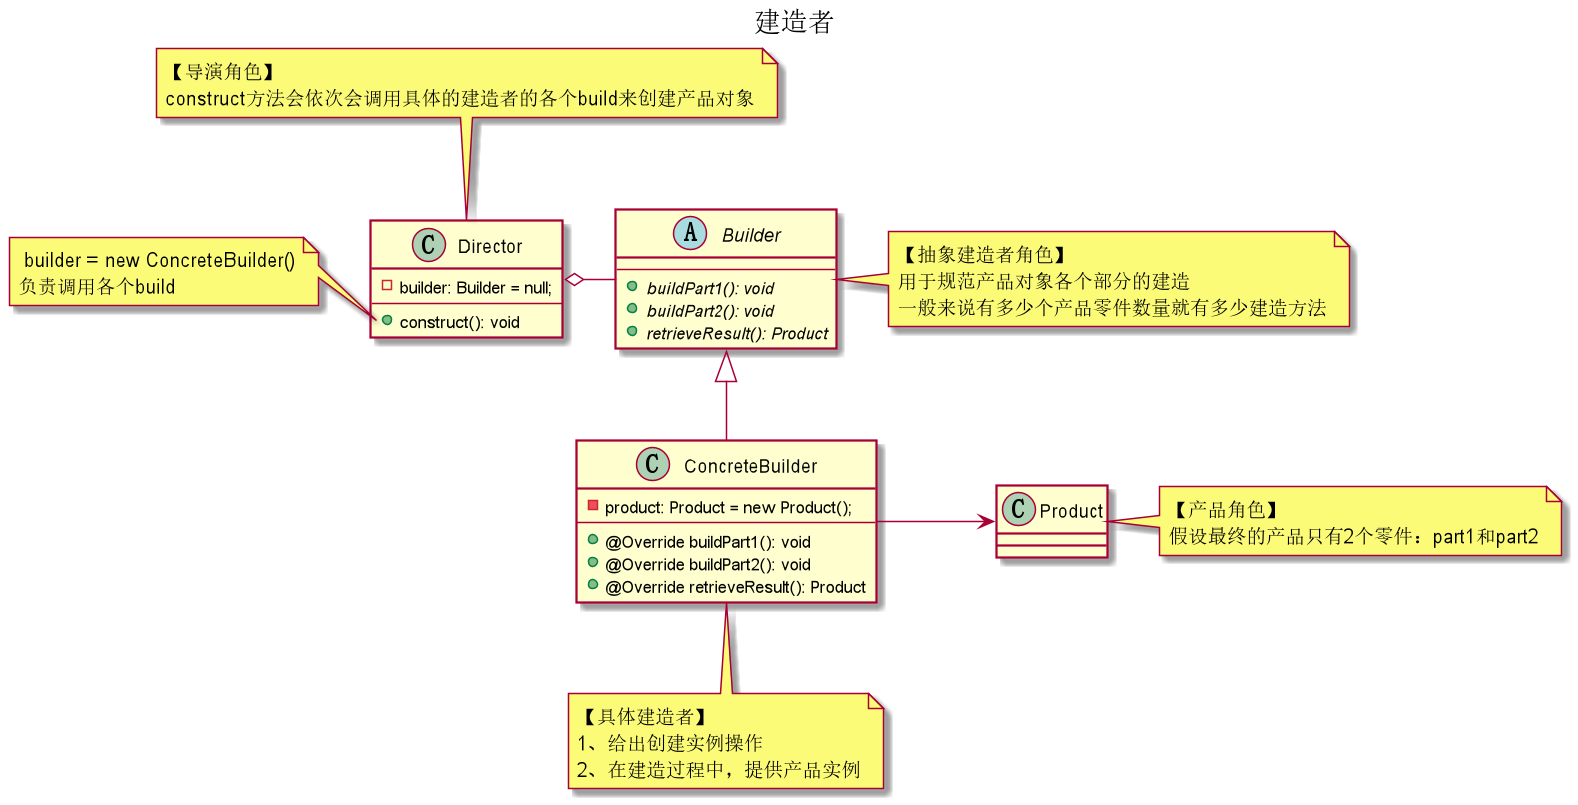 建造者
【导演角色】
construct方法会依次会调用具体的建造者的各个build来创建产品对象
builder = new ConcreteBuilder()
负责调用各个build
C Director
builder: Builder = null;
construct(): void
A Builder
buildPart1(): void
buildPart2(): void
retrieveResult(): Product
【抽象建造者角色】
用于规范产品对象各个部分的建造
一般来说有多少个产品零件数量就有多少建造方法
C ConcreteBuilder
product: Product = new Product();
@Override buildPart1(): void
@Override buildPart2(): void
@Override retrieveResult(): Product
C Product
【产品角色】
假设最终的产品只有2个零件：part1和part2
【具体建造者】
1、给出创建实例操作
2、在建造过程中，提供产品实例